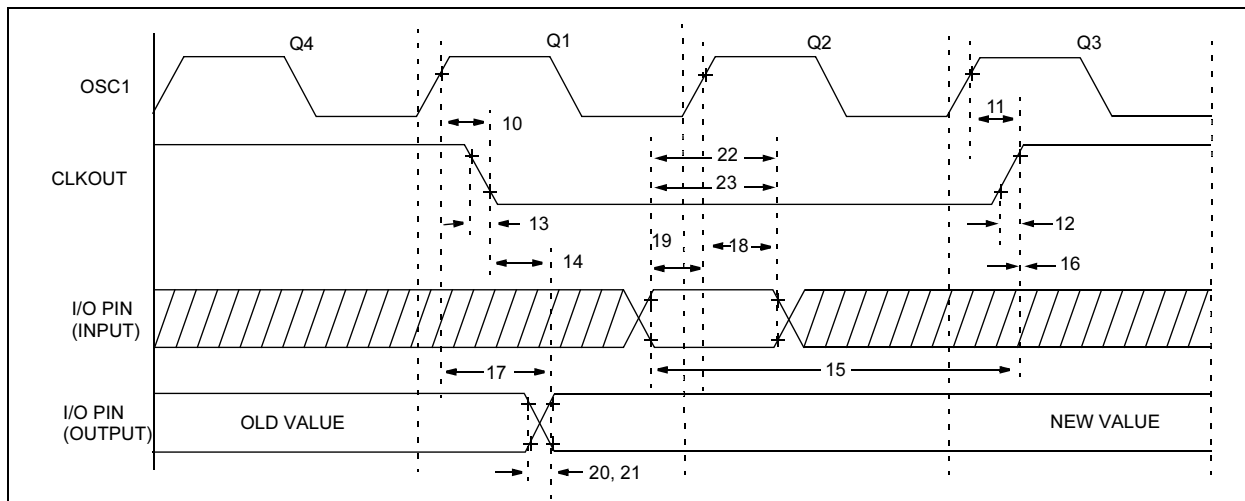 Q4
Q1
Q2
Q3
OSC1
10
11
CLKOUT
22
23
13
12
19
18
14
16
I/O PIN
(INPUT)
17
15
I/O PIN
(OUTPUT)
OLD VALUE
NEW VALUE
20, 21